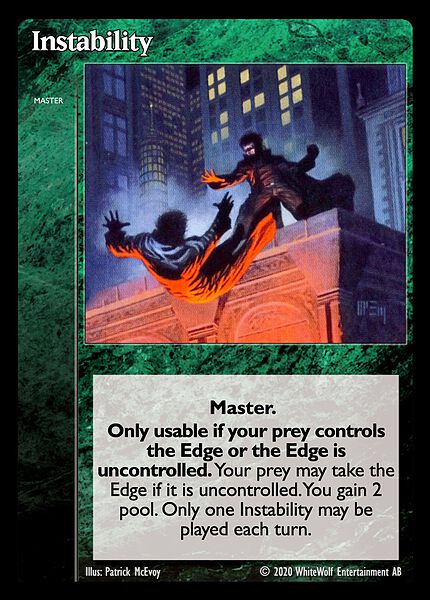 Instability
MASTER
Master.
Only usable if your prey controls
the Edge or the Edge is
uncontrolled. Your prey may take the
Edge if it is uncontrolled. You gain 2
pool. Only one Instability may be
played each turn.
Illus: Patrick McEvoy
© 2020 WhiteWolf Entertainment AB